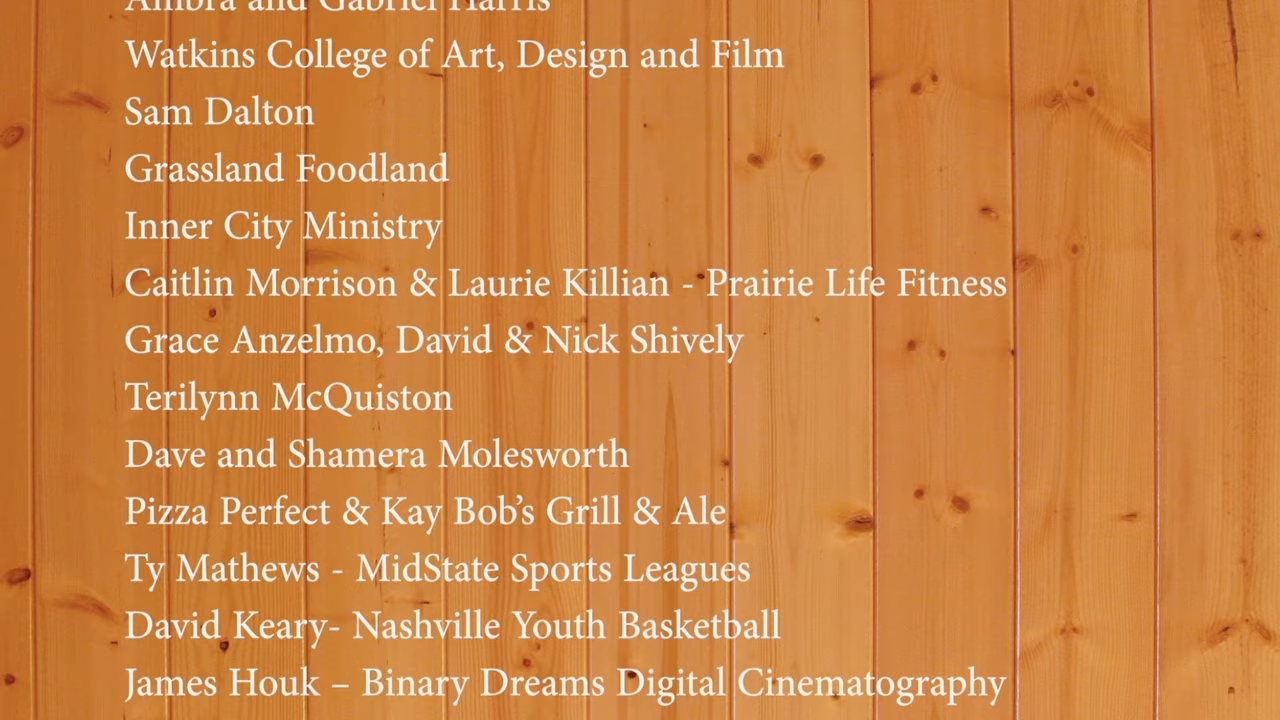 Ambra and Gabriel Harris
Watkins College of Art, Design and Film
Sam Dalton
Grassland Foodland
Inner City Ministry
Caitlin Morrison & Laurie Killian - Prairie Life Fitness
Grace Anzelmo, David & Nick Shively
Terilynn McQuiston
Dave and Shamera Molesworth
Pizza Perfect & Kay Bob’s Grill & Ale
Ty Mathews - MidState Sports Leagues
David Keary- Nashville Youth Basketball
James Houk – Binary Dreams Digital Cinematography